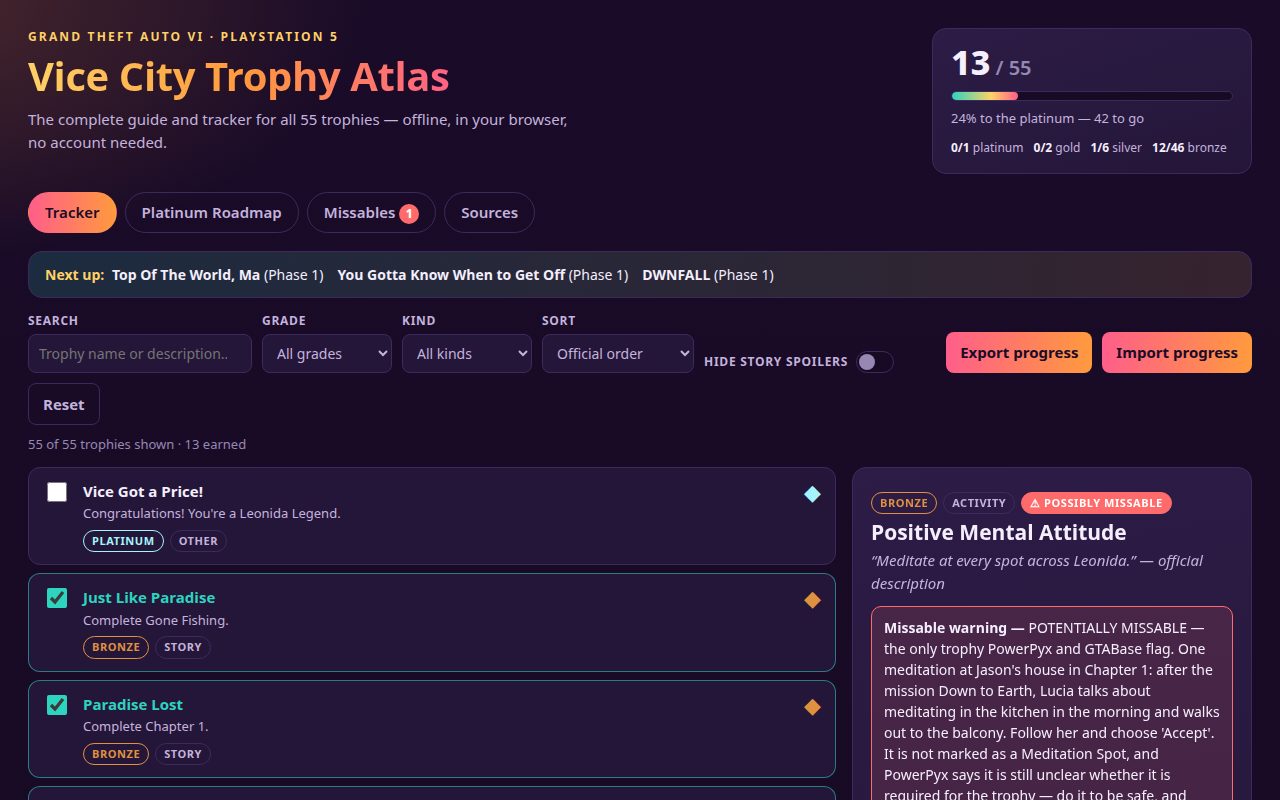 GRAND THEFT AUTO VI · PLAYSTATION 5
Vice City Trophy Atlas
The complete guide and tracker for all 55 trophies — offline, in your browser,
no account needed.
13 / 55
24% to the platinum — 42 to go
0/1 platinum 0/2 gold 1/6 silver 12/46 bronze
Tracker
Platinum Roadmap
Missables 1
Sources
Next up: Top Of The World, Ma (Phase 1) You Gotta Know When to Get Off (Phase 1) DWNFALL (Phase 1)
SEARCH
GRADE
KIND
SORT
Trophy name or description..
All grades
All kinds
Official order
HIDE STORY SPOILERS
Export progress
Import progress
Reset
55 of 55 trophies shown · 13 earned
Vice Got a Price!
Congratulations! You're a Leonida Legend.
PLATINUM OTHER
Just Like Paradise
Complete Gone Fishing.
BRONZE STORY
Paradise Lost
Complete Chapter 1.
BRONZE STORY
BRONZE ACTIVITY ⚠ POSSIBLY MISSABLE
Positive Mental Attitude
“Meditate at every spot across Leonida.” — official
description
Missable warning — POTENTIALLY MISSABLE —
the only trophy PowerPyx and GTABase flag. One
meditation at Jason's house in Chapter 1: after the
mission Down to Earth, Lucia talks about
meditating in the kitchen in the morning and walks
out to the balcony. Follow her and choose 'Accept'.
It is not marked as a Meditation Spot, and
PowerPyx says it is still unclear whether it is
required for the trophy — do it to be safe, and